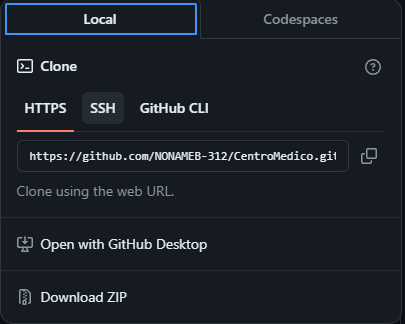 Local
Codespaces
Clone
HTTPS
SSH
GitHub CLI
https://github.com/NONAMEB-312/CentroMedico.git
Clone using the web URL.
Open with GitHub Desktop
Download ZIP